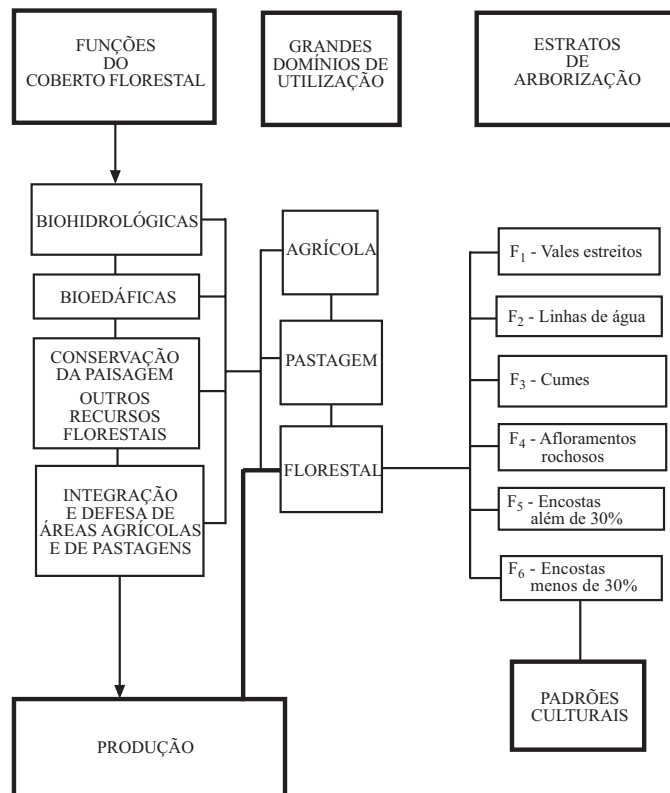 FUNÇÕES
DO
COBERTO FLORESTAL
GRANDES
DOMÍNIOS DE
UTILIZAÇÃO
ESTRATOS
DE
ARBORIZAÇÃO
BIOHIDROLÓGICAS
BIOEDÁFICAS
CONSERVAÇÃO
DA PAISAGEM
OUTROS
RECURSOS
FLORESTAIS
INTEGRAÇÃO
E DEFESA DE
ÁREAS AGRÍCOLAS
E DE PASTAGENS
PRODUÇÃO
AGRÍCOLA
PASTAGEM
FLORESTAL
F1 - Vales estreitos
F2 - Linhas de água
F3 - Cumes
F4 - Afloramentos
rochosos
F5 - Encostas
além de 30%
F6 - Encostas
menos de 30%
PADRÕES
CULTURAIS